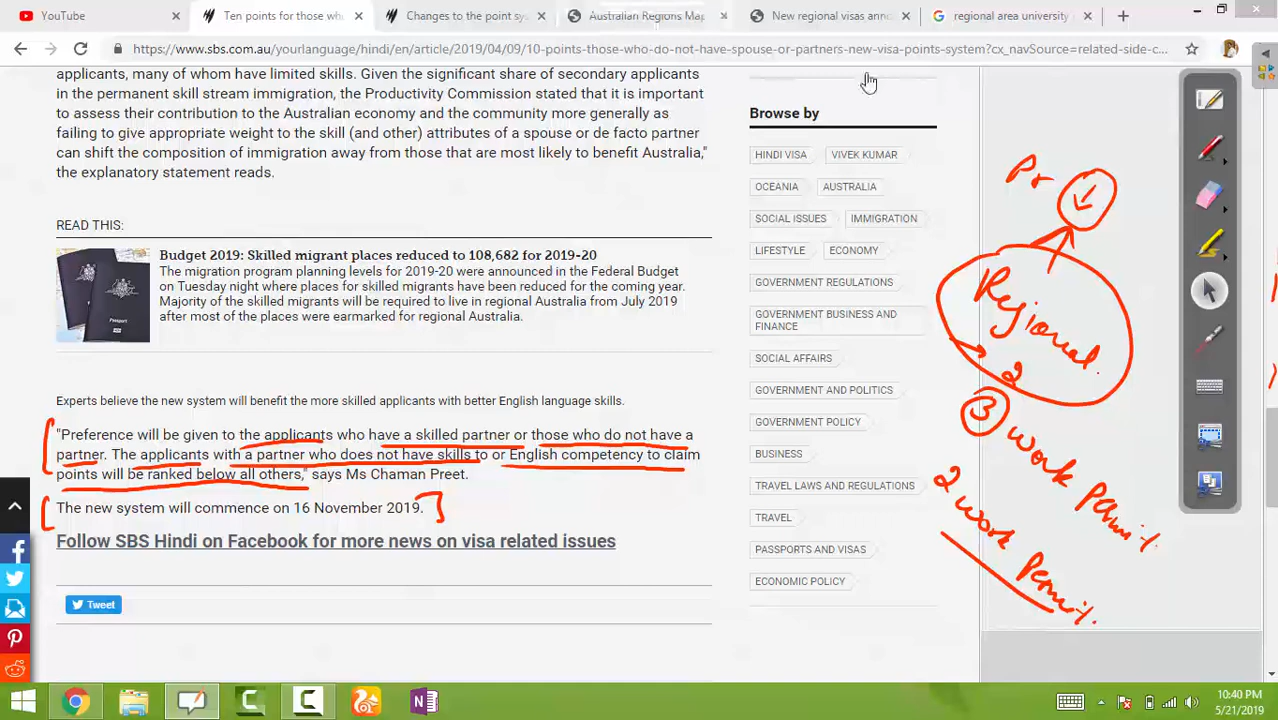 YouTube
Ten points for those wh
Changes to the point sy
Australian Regions Map
New regional visas ann
regional area university
https://www.sbs.com.au/yourlanguage/hindi/en/article/2019/04/09/10-points-those-who-do-not-have-spouse-or-partners-new-visa-points-system?cx_navSource=related-side-c...
applicants, many of whom have limited skills. Given the significant share of secondary applicants
in the permanent skill stream immigration, the Productivity Commission stated that it is important
to assess their contribution to the Australian economy and the community more generally as
failing to give appropriate weight to the skill (and other) attributes of a spouse or de facto partner
can shift the composition of immigration away from those that are most likely to benefit Australia,"
the explanatory statement reads.
READ THIS:
Budget 2019: Skilled migrant places reduced to 108,682 for 2019-20
The migration program planning levels for 2019-20 were announced in the Federal Budget
on Tuesday night where places for skilled migrants have been reduced for the coming year.
Majority of the skilled migrants will be required to live in regional Australia from July 2019
after most of the places were earmarked for regional Australia.
Experts believe the new system will benefit the more skilled applicants with better English language skills.
"Preference will be given to the applicants who have a skilled partner or those who do not have a
partner. The applicants with a partner who does not have skills to or English competency to claim
points will be ranked below all others," says Ms Chaman Preet.
The new system will commence on 16 November 2019.
Follow SBS Hindi on Facebook for more news on visa related issues
Tweet
Browse by
HINDI VISA
VIVEK KUMAR
OCEANIA
AUSTRALIA
SOCIAL ISSUES
IMMIGRATION
LIFESTYLE
ECONOMY
GOVERNMENT REGULATIONS
GOVERNMENT BUSINESS AND
FINANCE
SOCIAL AFFAIRS
GOVERNMENT AND POLITICS
GOVERNMENT POLICY
BUSINESS
TRAVEL LAWS AND REGULATIONS
TRAVEL
PASSPORTS AND VISAS
ECONOMIC POLICY
Pr
Regional.
2
3 work Permit.
2 work Permit.
10:40 PM
5/21/2019